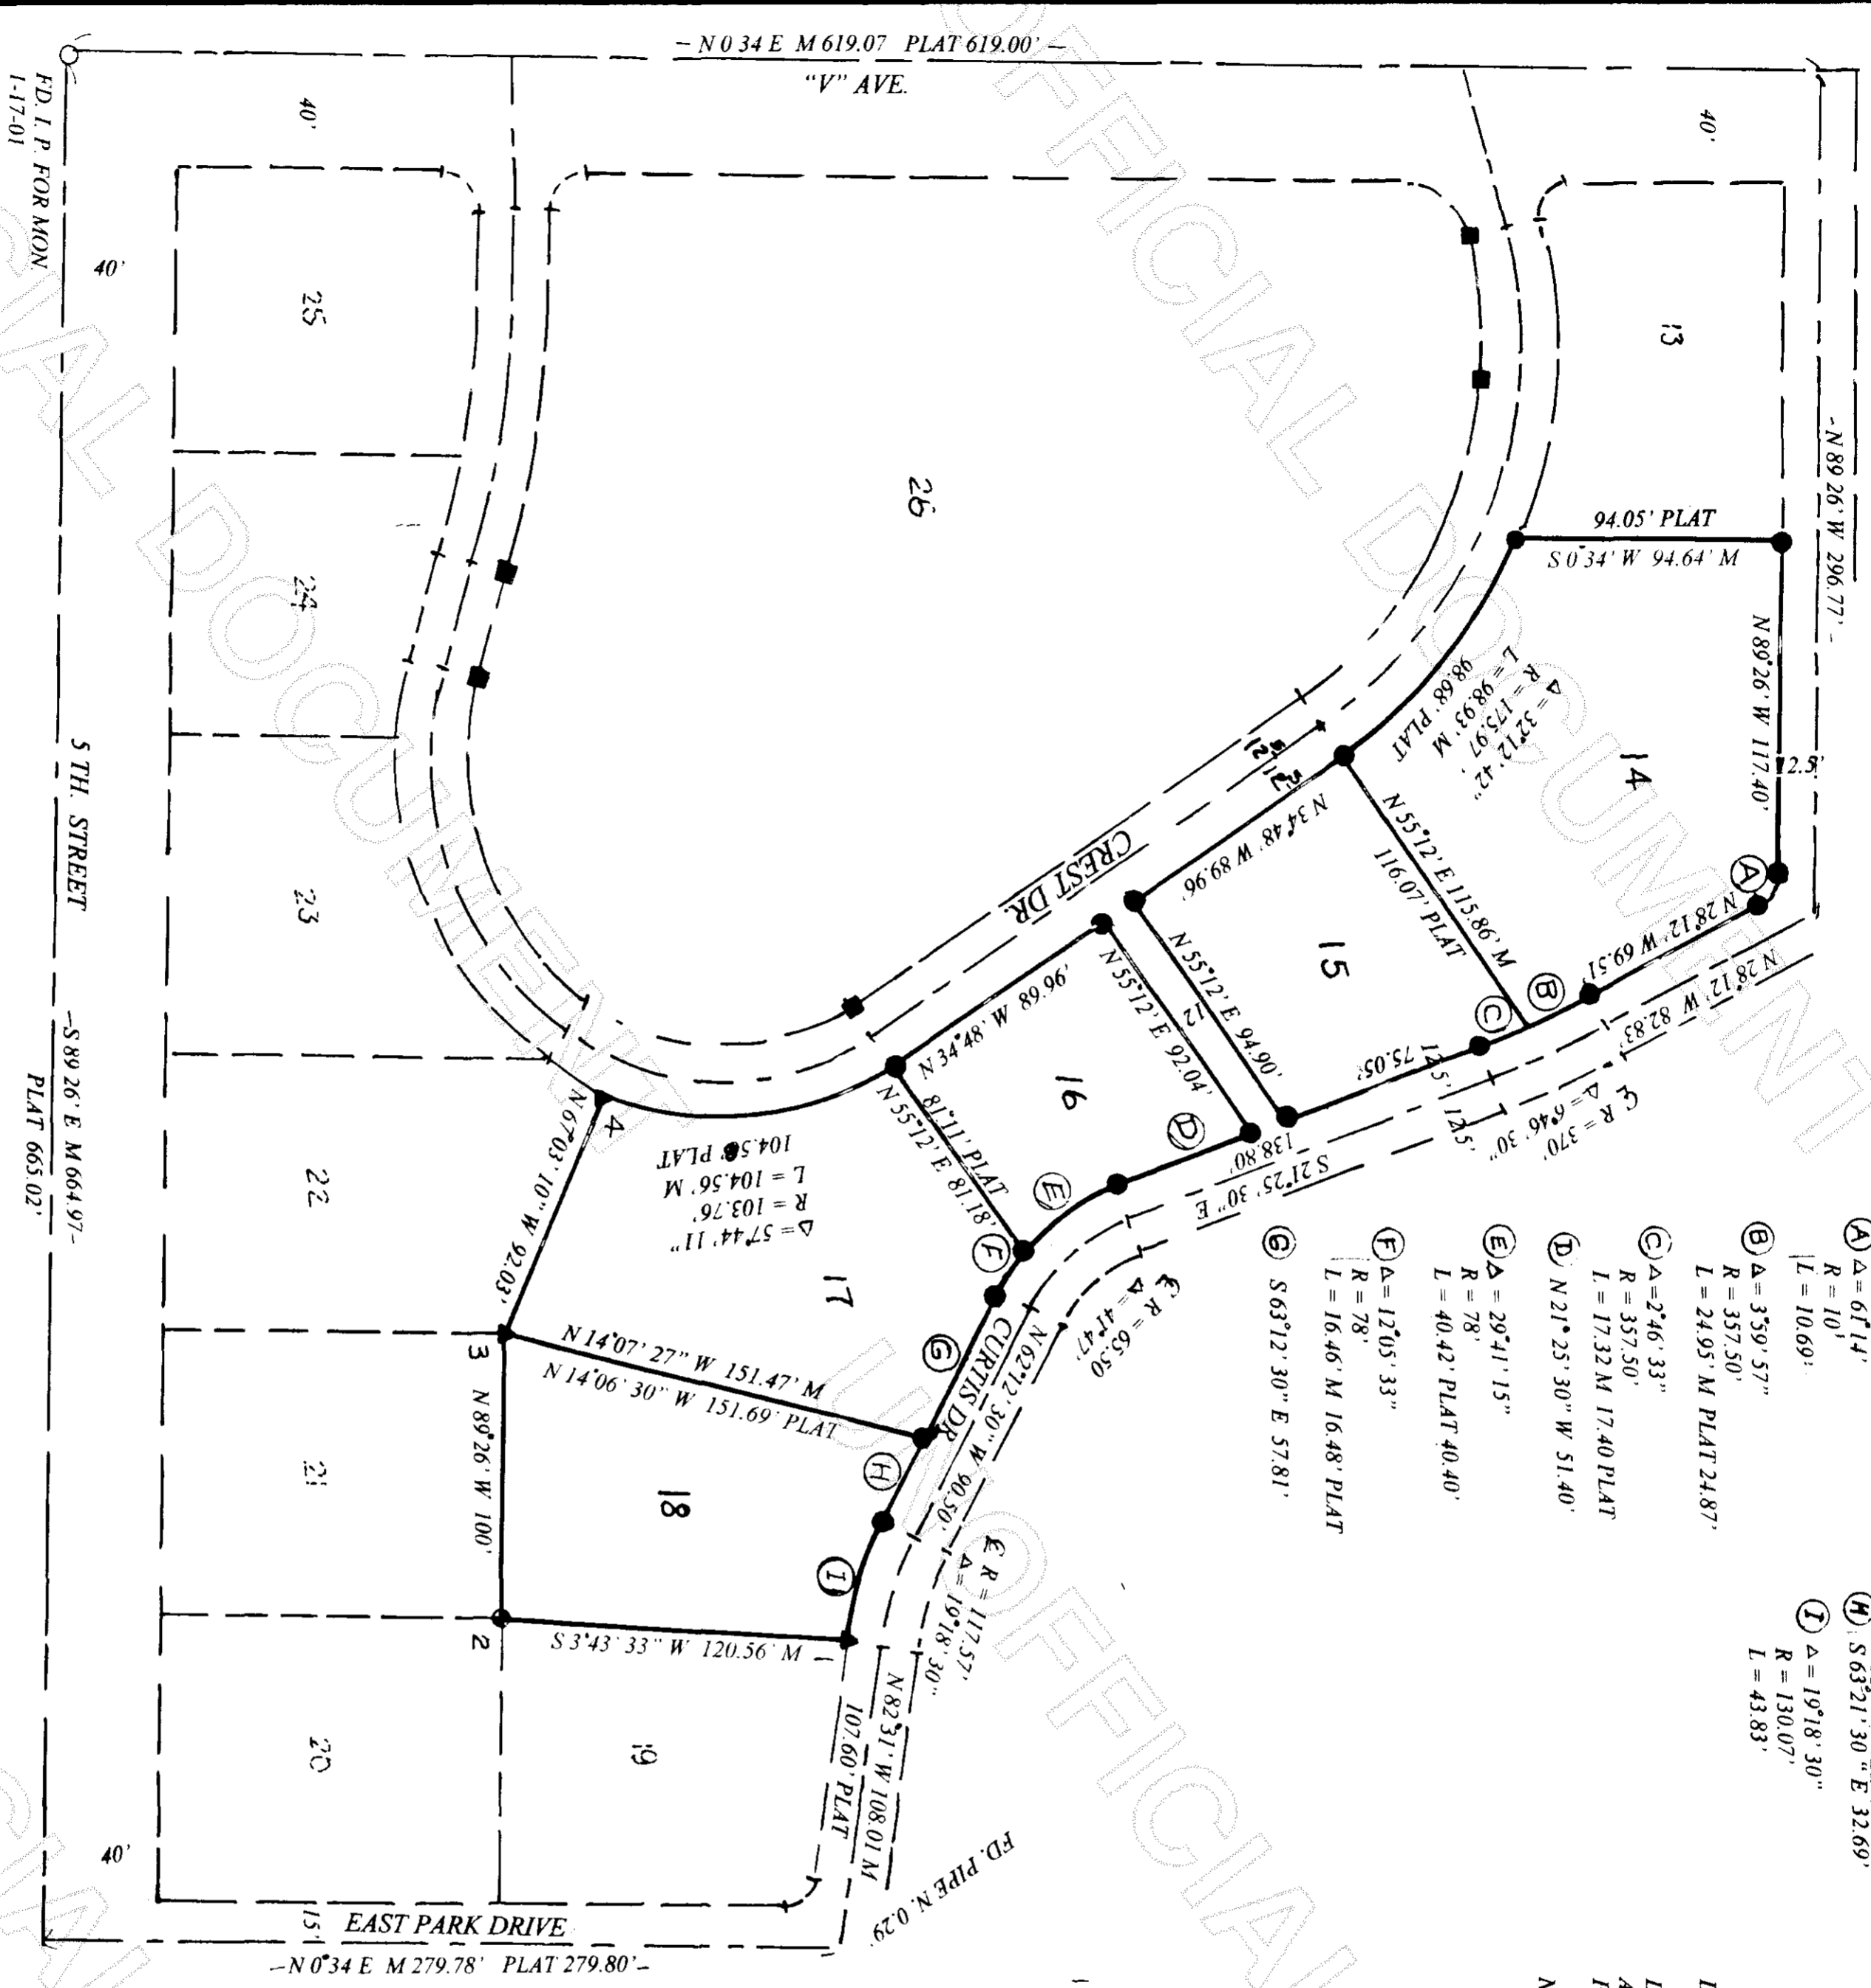 - N 0 34 E M 619.07 PLAT 619.00' -
"V" AVE.
FD. I. P. FOR MON.
1-17-01
40'
40'
40'
- N 89 26' W 296.77' -
13
25
26
94.05' PLAT
S 0°34' W 94.64' M
N 89°26' W 117.40'
12.5'
14
Δ = 32°12' 42"
R = 175.97'
L = 98.93' M
98.68' PLAT
A
N 28°12' W 69.51'
N 28°12' W 82.83'
N 55°12' E 115.86' M
116.07' PLAT
B
C
24
12.5'
12.5'
N 34°48' W 89.96'
CREST DR.
15
N 55°12' E 94.90'
12
N 55°12' E 92.04'
75.05'
12.5' 12.5'
℄ R = 370'
Δ = 6°46' 30"
138.80'
S 21°25' 30" E
5 TH. STREET
-S 89 26' E M 664.97-
PLAT 665.02'
23
N 34°48' W 89.96'
16
D
81.11' PLAT
N 55°12' E 81.18'
E
F
22
4
N 67°03' 10" W 92.03'
Δ= 57°44' 11"
R = 103.76'
L = 104.56' M
104.58 PLAT
17
G
CURTIS DR
N 62°12' 30" W 90.50'
℄ R = 65.50
Δ = 41°47'
3
N 14°07' 27" W 151.47' M
N 14°06' 30" W 151.69' PLAT
N 89°26' W 100'
H
18
I
21
℄ R = 117.57'
Δ= 19°18' 30"
2
S 3°43' 33" W 120.56' M
N 82°31' W 108.01 M
107.60' PLAT
20
19
FD. PIPE N. 0.29'
40'
15'
EAST PARK DRIVE
-N 0°34 E M 279.78' PLAT 279.80'-
A Δ= 61°14'
R = 10'
L = 10.69'
B Δ= 3°59' 57"
R = 357.50'
L = 24.95' M PLAT 24.87'
C Δ=2°46' 33"
R = 357.50'
L = 17.32 M 17.40 PLAT
D N 21° 25' 30" W 51.40'
E Δ = 29°41' 15"
R = 78'
L = 40.42' PLAT 40.40'
F Δ= 12°05' 33"
R = 78'
L = 16.46' M 16.48' PLAT
G S 63°12' 30" E 57.81'
H S 63°21' 30" E 32.69'
I Δ= 19°18' 30"
R = 130.07'
L = 43.83'
UNOFFICIAL DOCUMENT
UNOFFICIAL